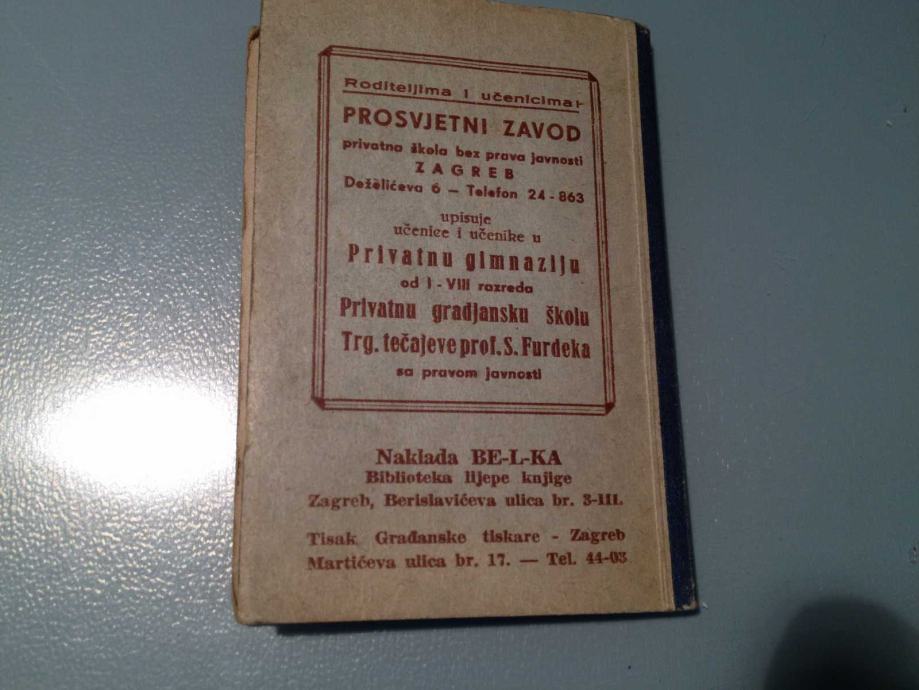 Roditeljima i učenicima!
PROSVJETNI ZAVOD
privatna škola bez prava javnosti
ZAGREB
Deželićeva 6 — Telefon 24-863
upisuje
učenice i učenike u
Privatnu gimnaziju
od I - VIII razreda
Privatnu gradjansku školu
Trg. tečajeve prof. S. Furdeka
sa pravom javnosti
Naklada BE-L-KA
Biblioteka lijepe knjige
Zagreb, Berislavićeva ulica br. 3-III.
Tisak Građanske tiskare - Zagreb
Martićeva ulica br. 17. — Tel. 44-03